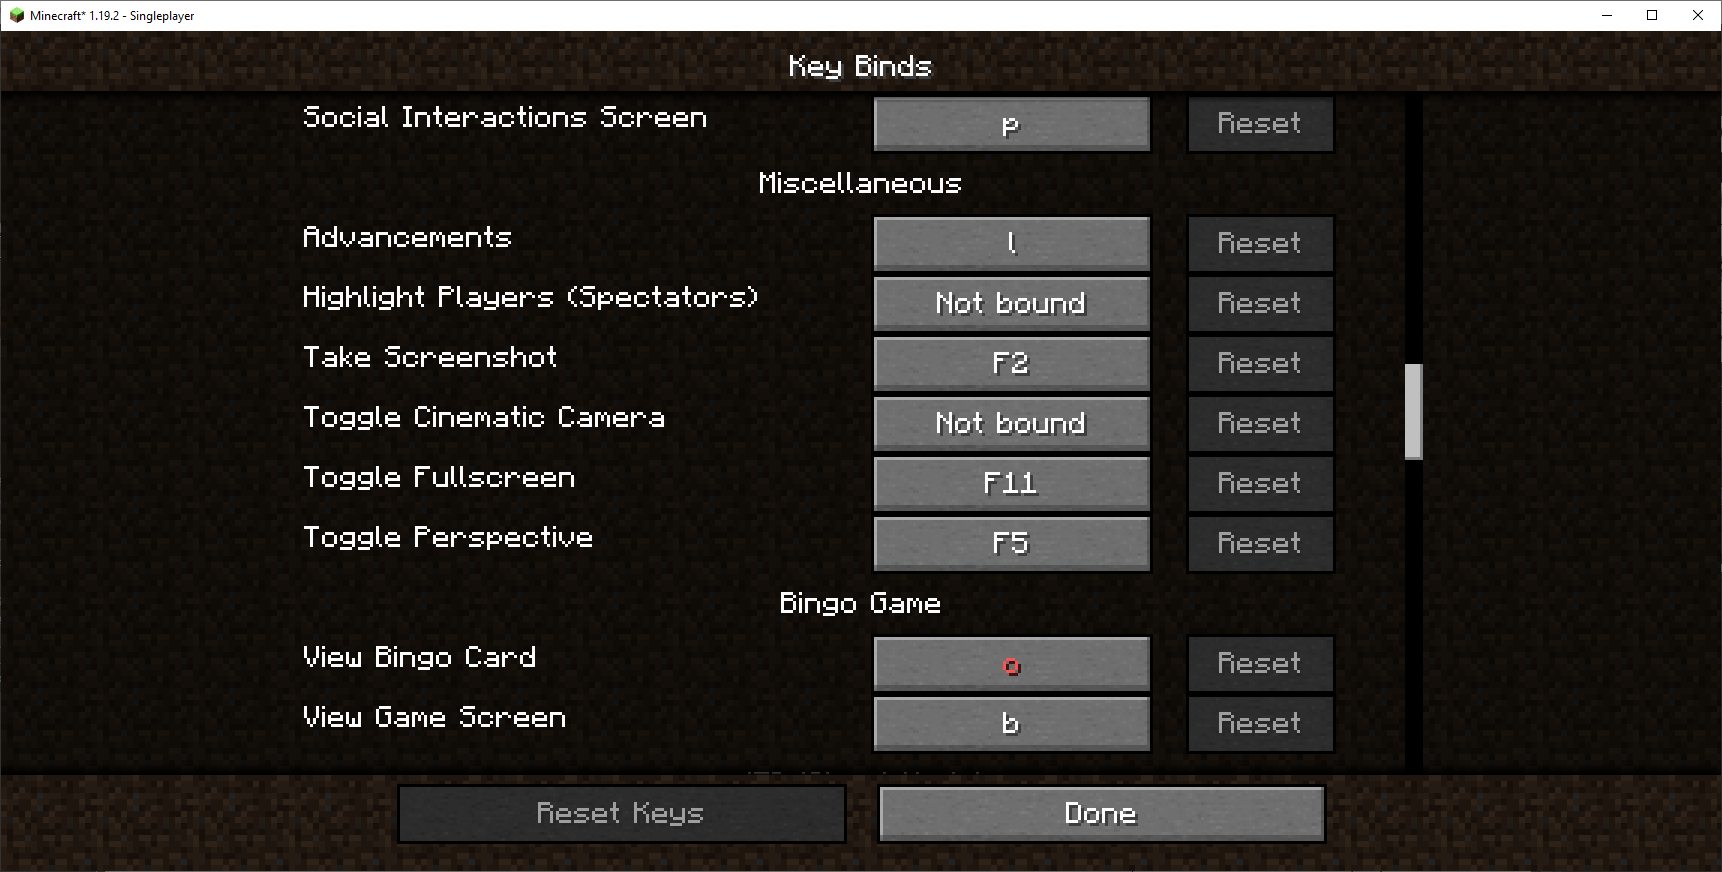 Minecraft* 1.19.2 - Singleplayer
Key Binds
Social Interactions Screen p Reset
Miscellaneous
Advancements l Reset
Highlight Players (Spectators) Not bound Reset
Take Screenshot F2 Reset
Toggle Cinematic Camera Not bound Reset
Toggle Fullscreen F11 Reset
Toggle Perspective F5 Reset
Bingo Game
View Bingo Card o Reset
View Game Screen b Reset
Reset Keys Done